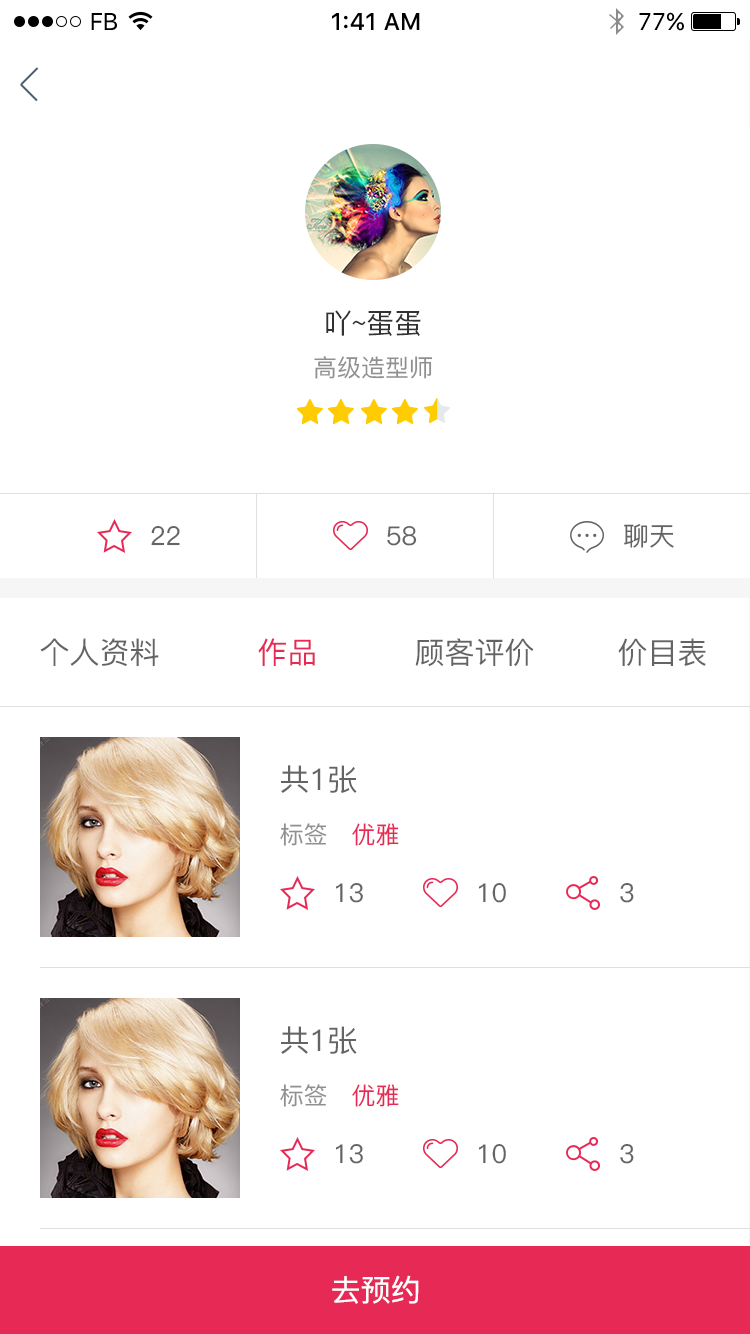 FB 1:41 AM 77%
吖~蛋蛋
高级造型师
22 58 聊天
个人资料 作品 顾客评价 价目表
共1张
标签 优雅
13 10 3
共1张
标签 优雅
13 10 3
去预约